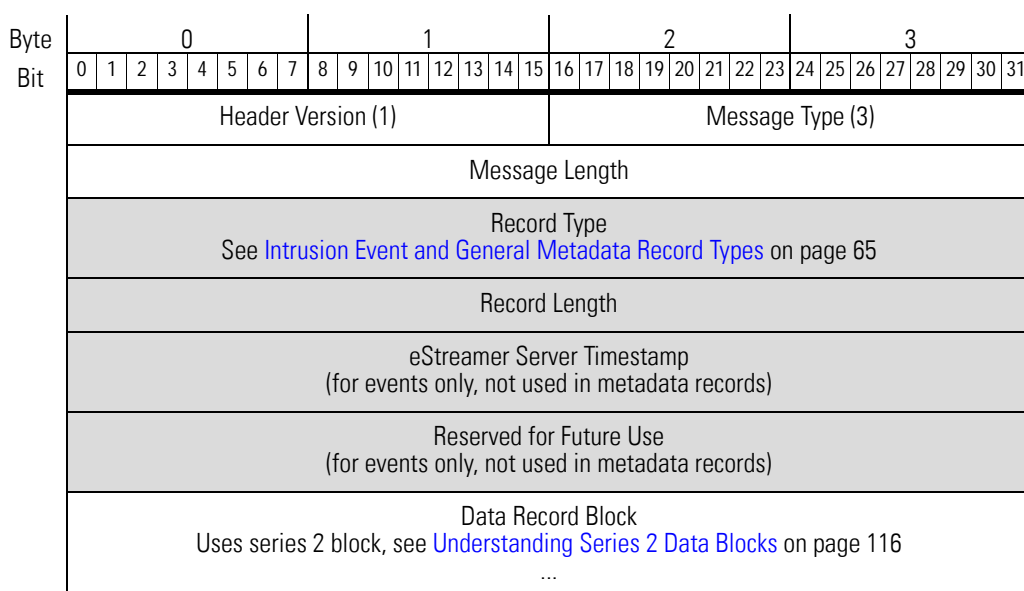 Byte 0 1 2 3
Bit 0 1 2 3 4 5 6 7 8 9 10 11 12 13 14 15 16 17 18 19 20 21 22 23 24 25 26 27 28 29 30 31
Header Version (1) Message Type (3)
Message Length
Record Type
See Intrusion Event and General Metadata Record Types on page 65
Record Length
eStreamer Server Timestamp
(for events only, not used in metadata records)
Reserved for Future Use
(for events only, not used in metadata records)
Data Record Block
Uses series 2 block, see Understanding Series 2 Data Blocks on page 116
...